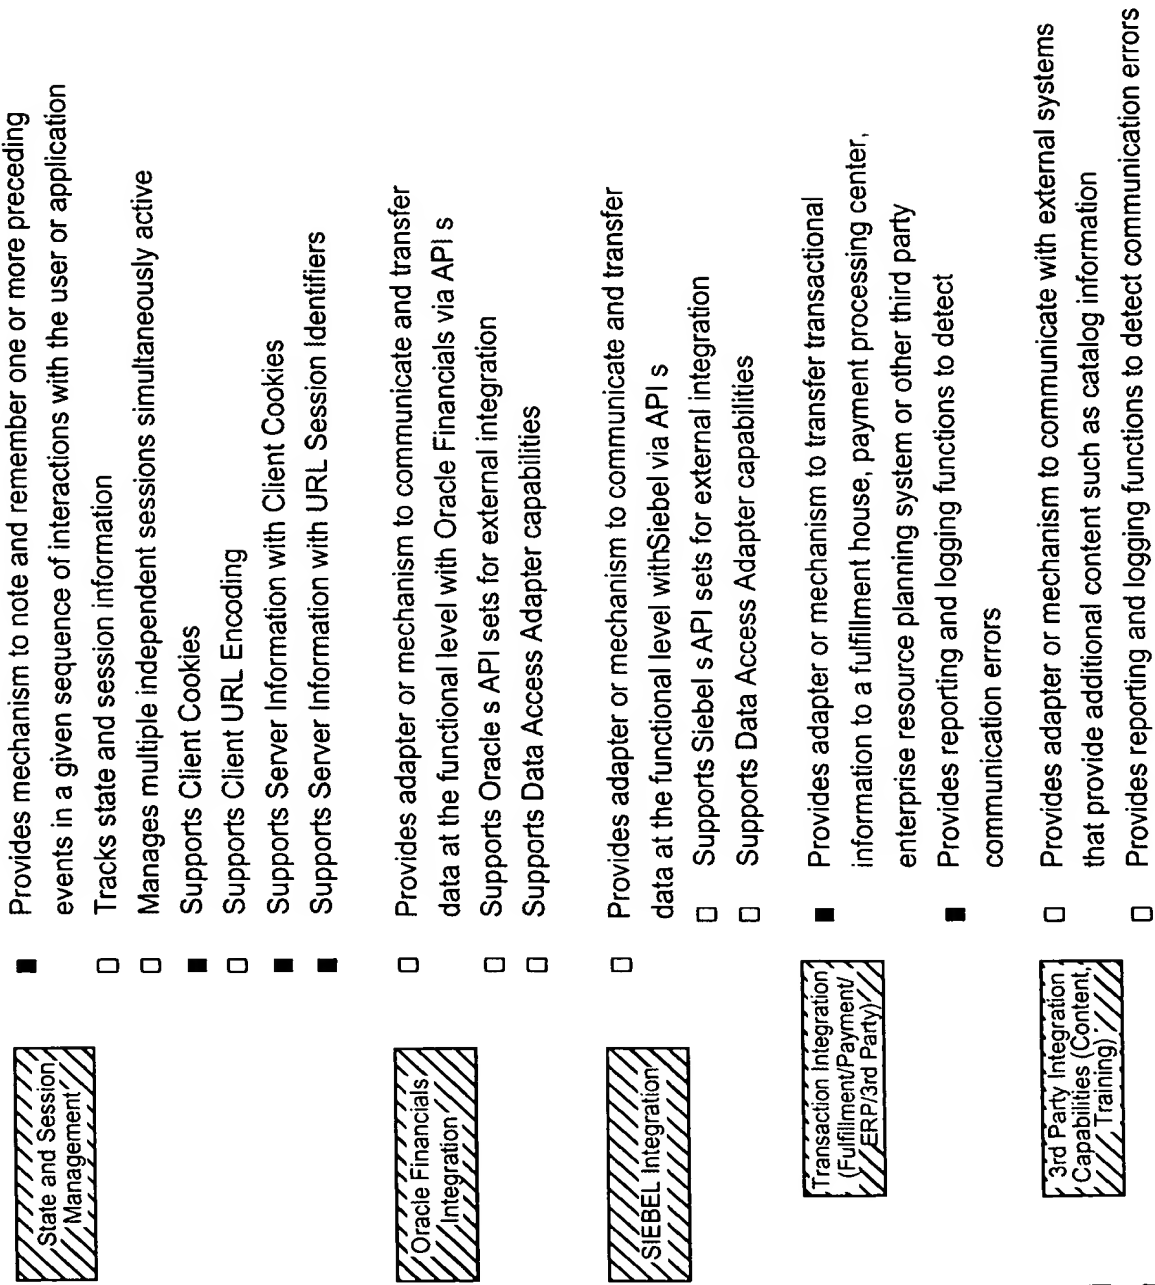 State and Session
Management
Provides mechanism to note and remember one or more preceding
events in a given sequence of interactions with the user or application
Tracks state and session information
Manages multiple independent sessions simultaneously active
Supports Client Cookies
Supports Client URL Encoding
Supports Server Information with Client Cookies
Supports Server Information with URL Session Identifiers
Oracle Financials
Integration
Provides adapter or mechanism to communicate and transfer
data at the functional level with Oracle Financials via API s
Supports Oracle s API sets for external integration
Supports Data Access Adapter capabilities
SIEBEL Integration
Provides adapter or mechanism to communicate and transfer
data at the functional level withSiebel via API s
Supports Siebel s API sets for external integration
Supports Data Access Adapter capabilities
Transaction Integration
(Fulfillment/Payment/
ERP/3rd Party)
Provides adapter or mechanism to transfer transactional
information to a fulfillment house, payment processing center,
enterprise resource planning system or other third party
Provides reporting and logging functions to detect
communication errors
3rd Party Integration
Capabilities (Content,
Training)
Provides adapter or mechanism to communicate with external systems
that provide additional content such as catalog information
Provides reporting and logging functions to detect communication errors